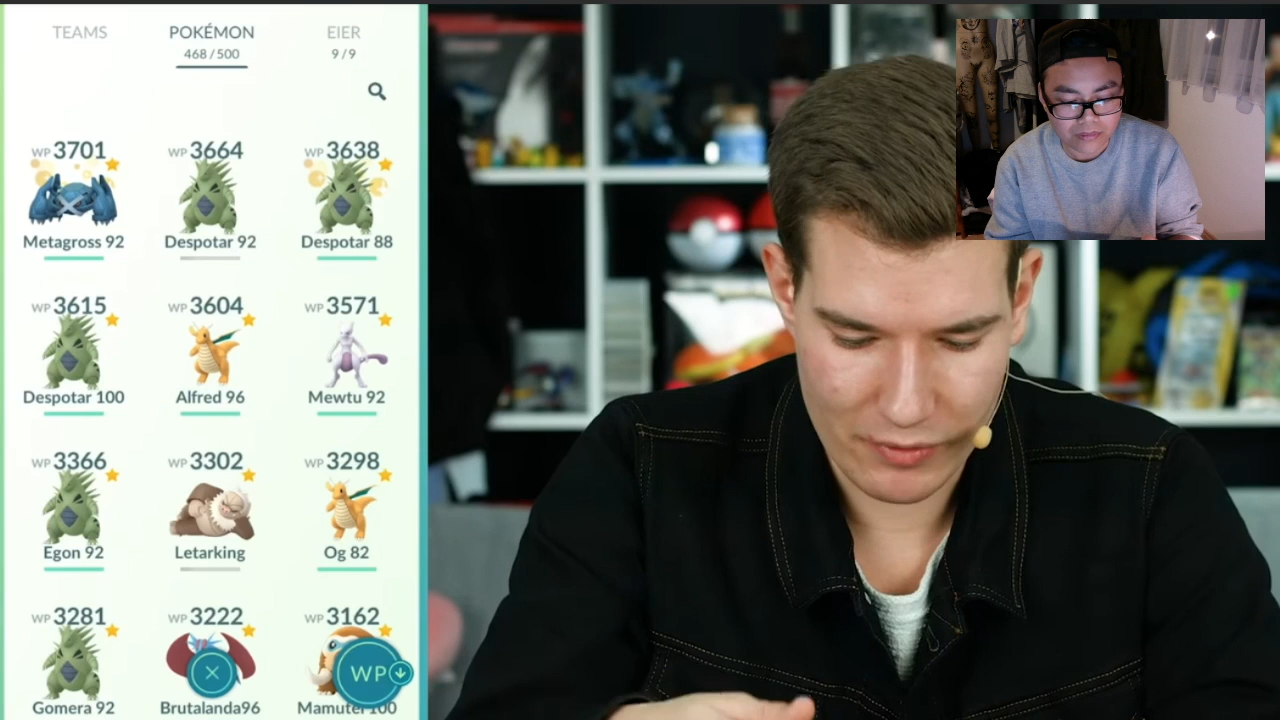 TEAMS POKÉMON EIER
468 / 500 9 / 9
WP 3701 WP 3664 WP 3638
Metagross 92 Despotar 92 Despotar 88
WP 3615 WP 3604 WP 3571
Despotar 100 Alfred 96 Mewtu 92
WP 3366 WP 3302 WP 3298
Egon 92 Letarking Og 82
WP 3281 WP 3222 WP 3162
WP
Gomera 92 Brutalanda96 Mamutel 100